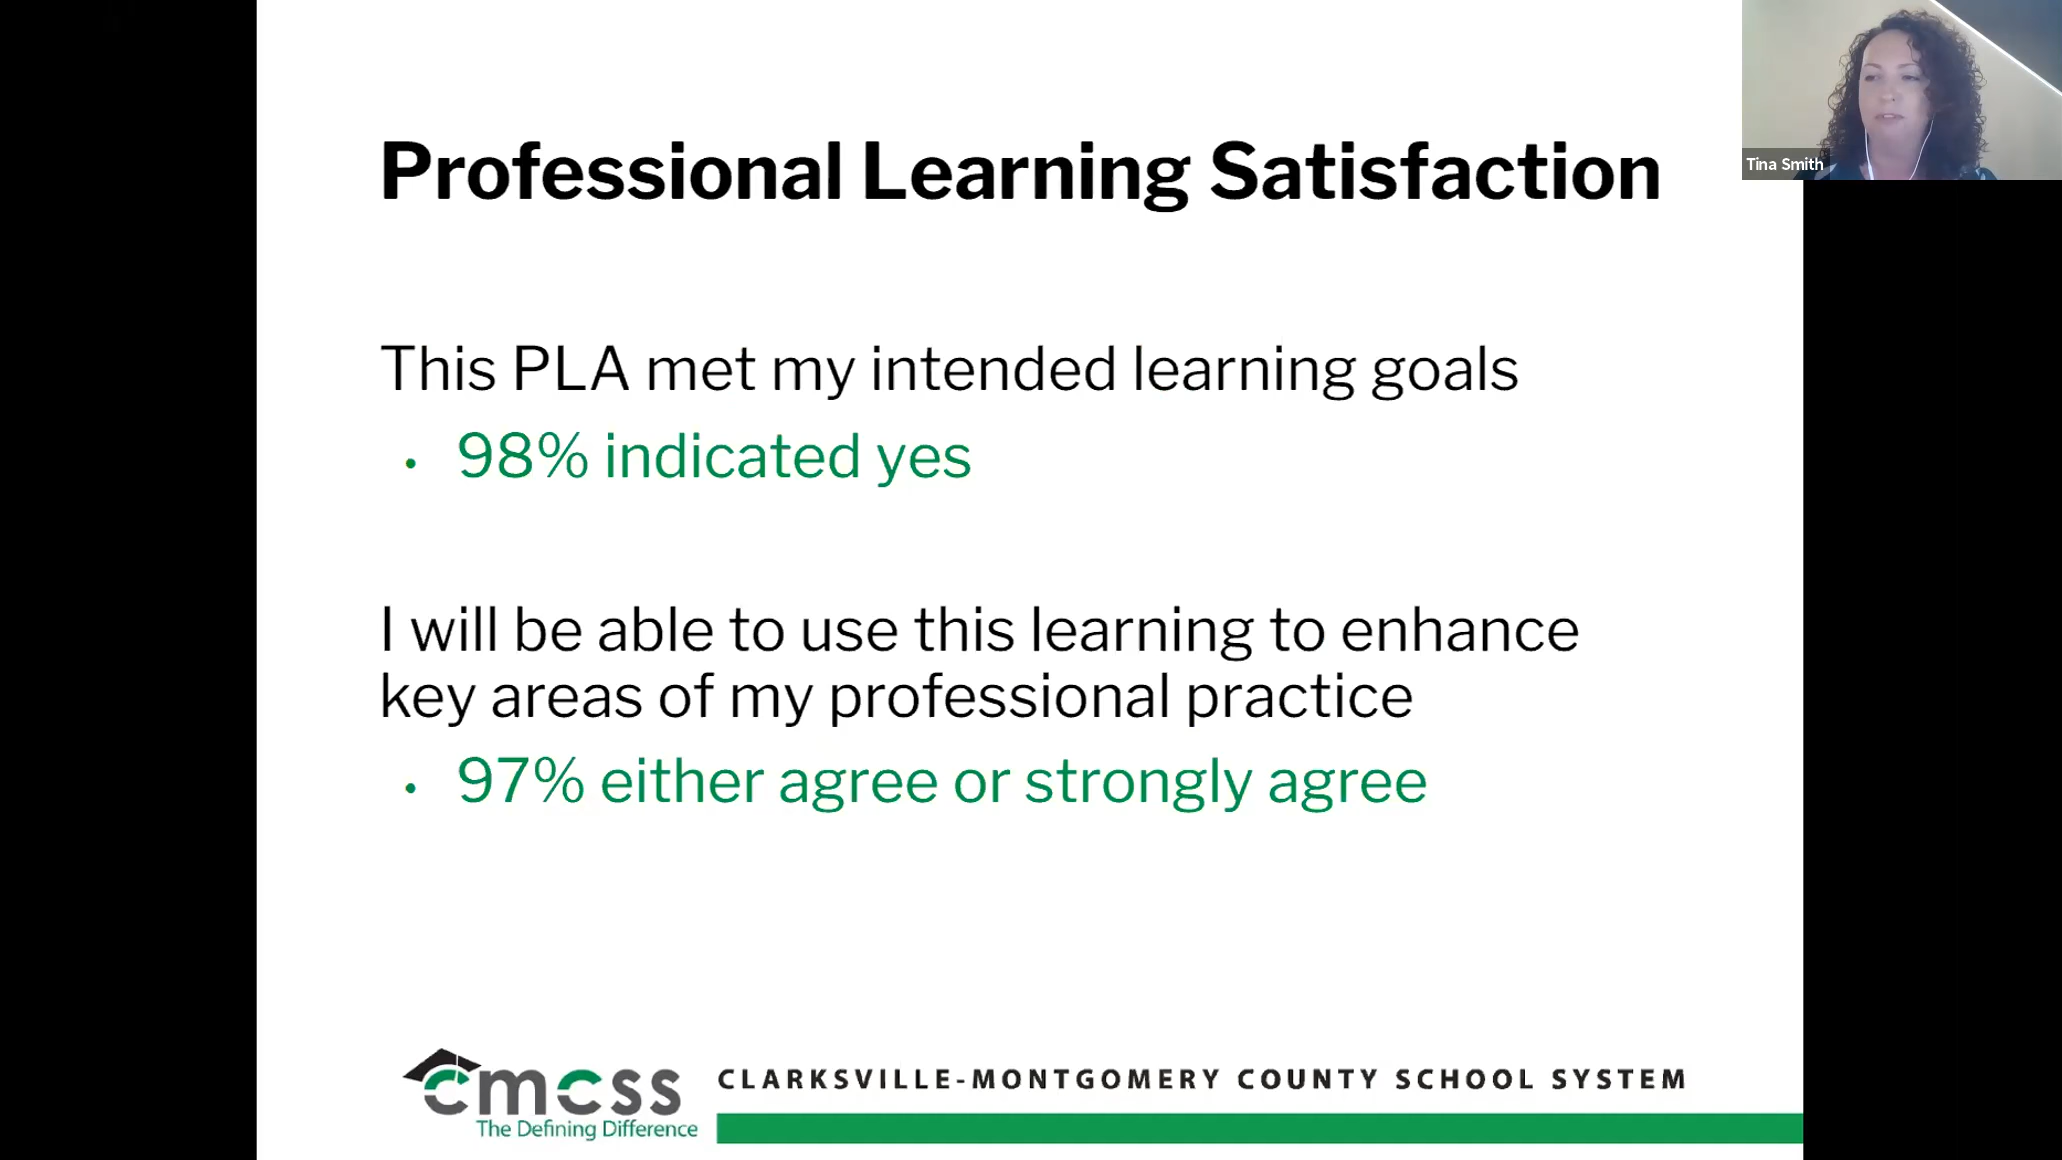 Professional Learning Satisfaction
Tina Smith
This PLA met my intended learning goals
• 98% indicated yes
I will be able to use this learning to enhance
key areas of my professional practice
• 97% either agree or strongly agree
cmcss
The Defining Difference
CLARKSVILLE-MONTGOMERY COUNTY SCHOOL SYSTEM